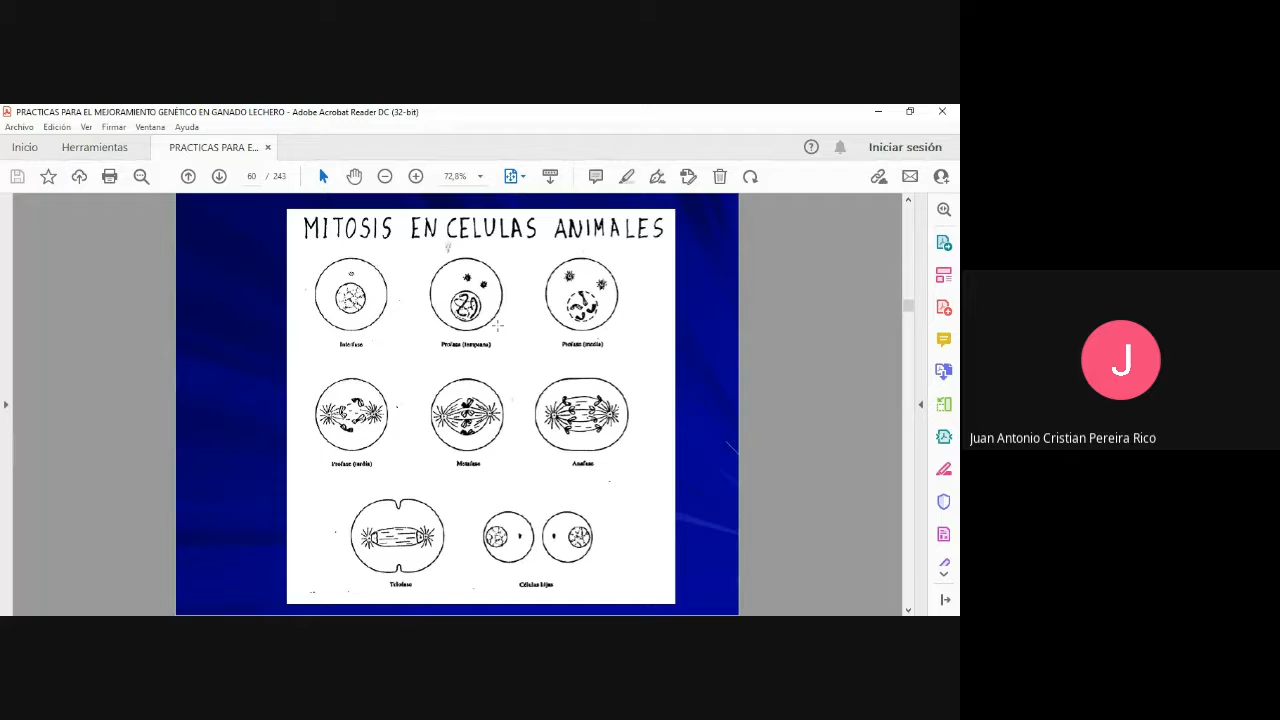 PRACTICAS PARA EL MEJORAMIENTO GENÉTICO EN GANADO LECHERO - Adobe Acrobat Reader DC (32-bit)
Archivo Edición Ver Firmar Ventana Ayuda
Inicio Herramientas PRACTICAS PARA E... × Iniciar sesión
60 / 243 72,8%
MITOSIS EN CELULAS ANIMALES
Interfase Profase (temprana) Profase (media)
Profase (tardía) Metafase Anafase
Telofase Células hijas
J
Juan Antonio Cristian Pereira Rico